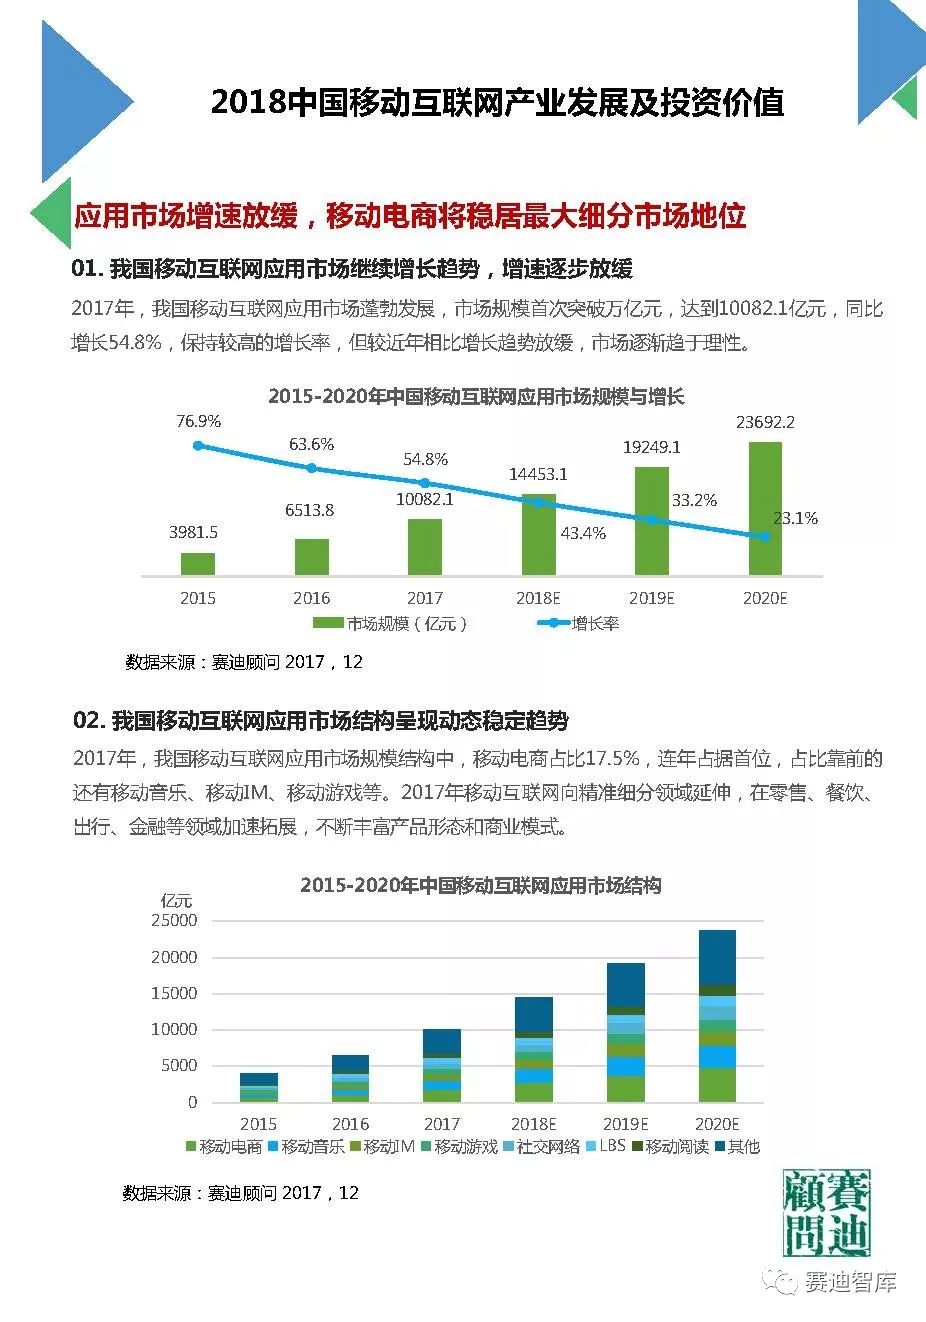 2018中国移动互联网产业发展及投资价值
应用市场增速放缓，移动电商将稳居最大细分市场地位
01. 我国移动互联网应用市场继续增长趋势，增速逐步放缓
2017年，我国移动互联网应用市场蓬勃发展，市场规模首次突破万亿元，达到10082.1亿元，同比
增长54.8%，保持较高的增长率，但较近年相比增长趋势放缓，市场逐渐趋于理性。
2015-2020年中国移动互联网应用市场规模与增长
76.9%
63.6%
54.8%
43.4%
33.2%
23.1%
3981.5
6513.8
10082.1
14453.1
19249.1
23692.2
2015 2016 2017 2018E 2019E 2020E
市场规模（亿元） 增长率
数据来源：赛迪顾问 2017，12
02. 我国移动互联网应用市场结构呈现动态稳定趋势
2017年，我国移动互联网应用市场规模结构中，移动电商占比17.5%，连年占据首位，占比靠前的
还有移动音乐、移动IM、移动游戏等。2017年移动互联网向精准细分领域延伸，在零售、餐饮、
出行、金融等领域加速拓展，不断丰富产品形态和商业模式。
2015-2020年中国移动互联网应用市场结构
亿元
25000
20000
15000
10000
5000
0
2015 2016 2017 2018E 2019E 2020E
移动电商 移动音乐 移动IM 移动游戏 社交网络 LBS 移动阅读 其他
数据来源：赛迪顾问 2017，12
賽迪
顧問
赛迪智库